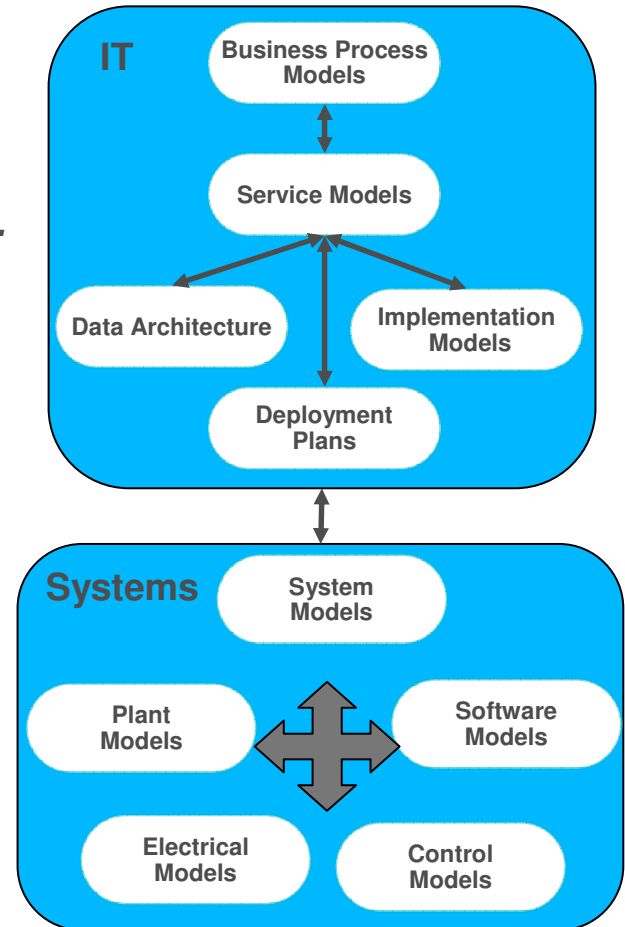 IT
Business Process
Models
Service Models
Data Architecture
Implementation
Models
Deployment
Plans
Systems
System
Models
Plant
Models
Software
Models
Electrical
Models
Control
Models